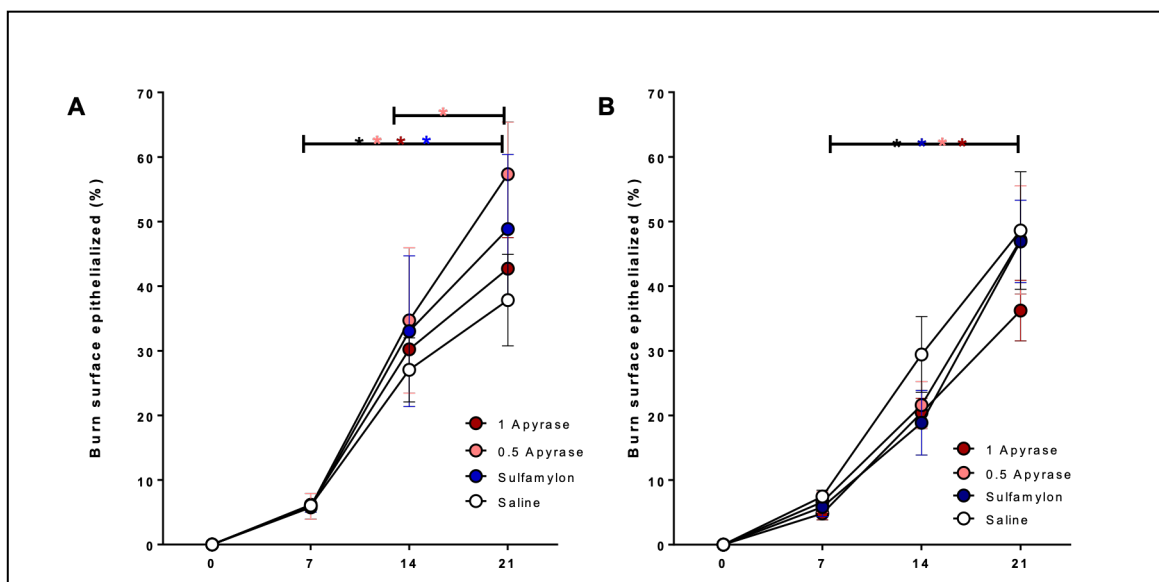 A
B
70
60
50
40
30
20
10
0
Burn surface epithelialized (%)
*
* * * *
1 Apyrase
0.5 Apyrase
Sulfamylon
Saline
0 7 14 21
70
60
50
40
30
20
10
0
Burn surface epithelialized (%)
* * * *
1 Apyrase
0.5 Apyrase
Sulfamylon
Saline
0 7 14 21